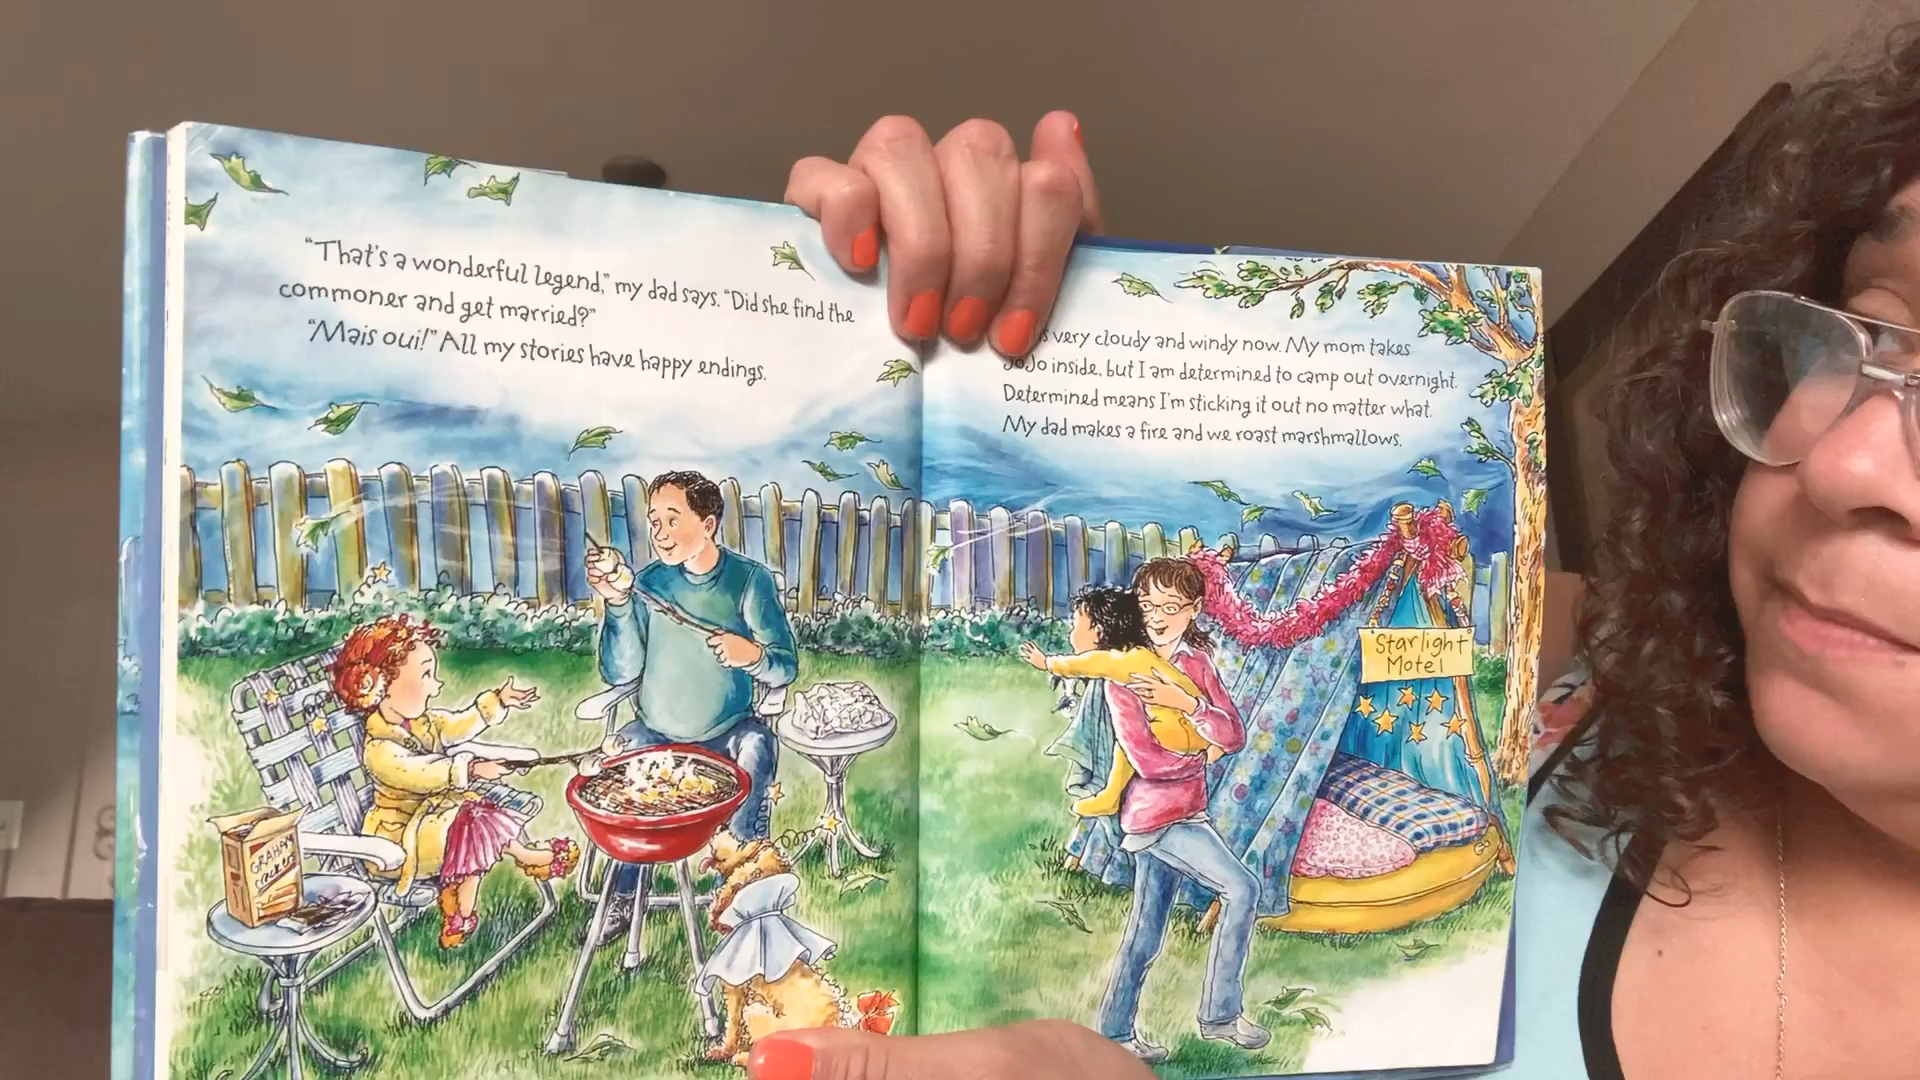 “That’s a wonderful legend,” my dad says. “Did she find the
commoner and get married?”
“Mais oui!” All my stories have happy endings.
very cloudy and windy now. My mom takes
JoJo inside, but I am determined to camp out overnight.
Determined means I’m sticking it out no matter what.
My dad makes a fire and we roast marshmallows.
Starlight
Motel
GRAHAM
crackers